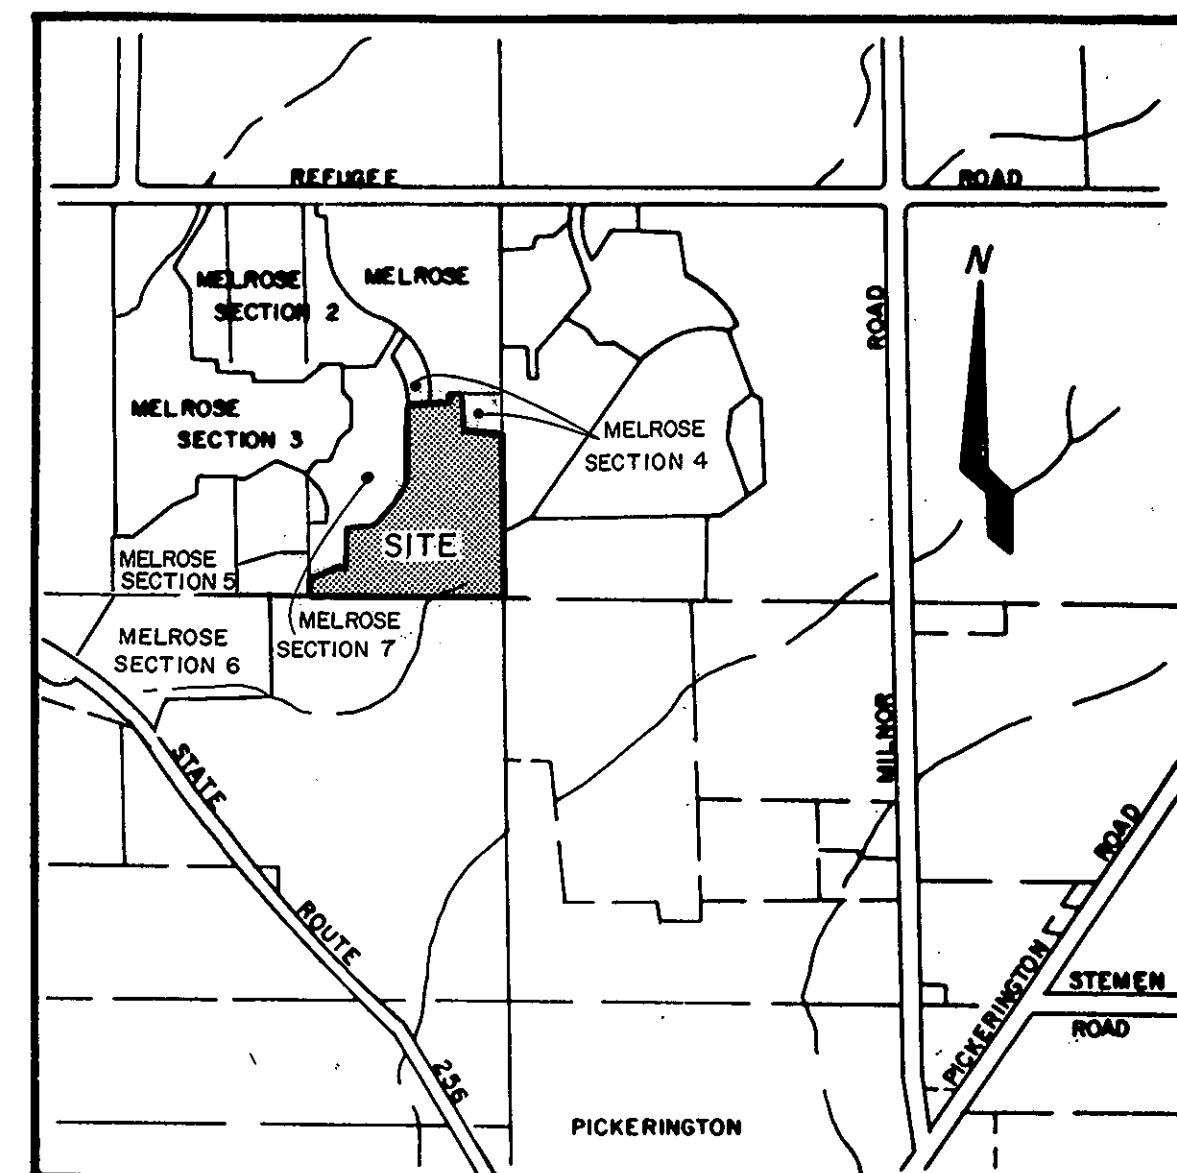 REFUGEE ROAD
N
MELROSE
SECTION 2
MELROSE
ROAD
MELROSE
SECTION 3
MELROSE
SECTION 4
SITE
MELROSE
SECTION 5
MELROSE
SECTION 7
MELROSE
SECTION 6
MILNOR
STATE
ROUTE
256
ROAD
PICKERINGTON
STEMEN
ROAD
PICKERINGTON